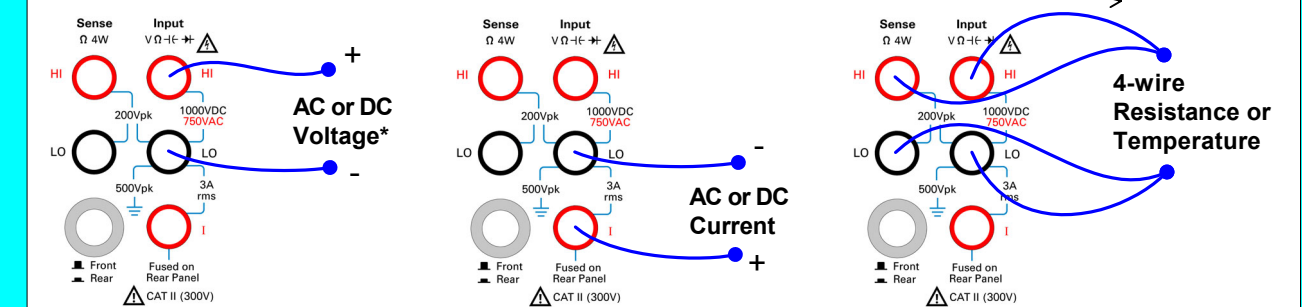 Sense Input
Ω 4W V Ω ⊣⊢ ➔+
HI HI
200Vpk 1000VDC
750VAC
LO LO
500Vpk 3A
rms
I
Front Fused on
Rear Rear Panel
CAT II (300V)
+
AC or DC
Voltage*
-
Sense Input
Ω 4W V Ω ⊣⊢ ➔+
HI HI
200Vpk 1000VDC
750VAC
LO LO
500Vpk 3A
rms
I
Front Fused on
Rear Rear Panel
CAT II (300V)
-
AC or DC
Current
+
Sense Input
Ω 4W V Ω ⊣⊢ ➔+
HI HI
200Vpk 1000VDC
750VAC
LO LO
500Vpk 3A
rms
I
Front Fused on
Rear Rear Panel
CAT II (300V)
4-wire
Resistance or
Temperature